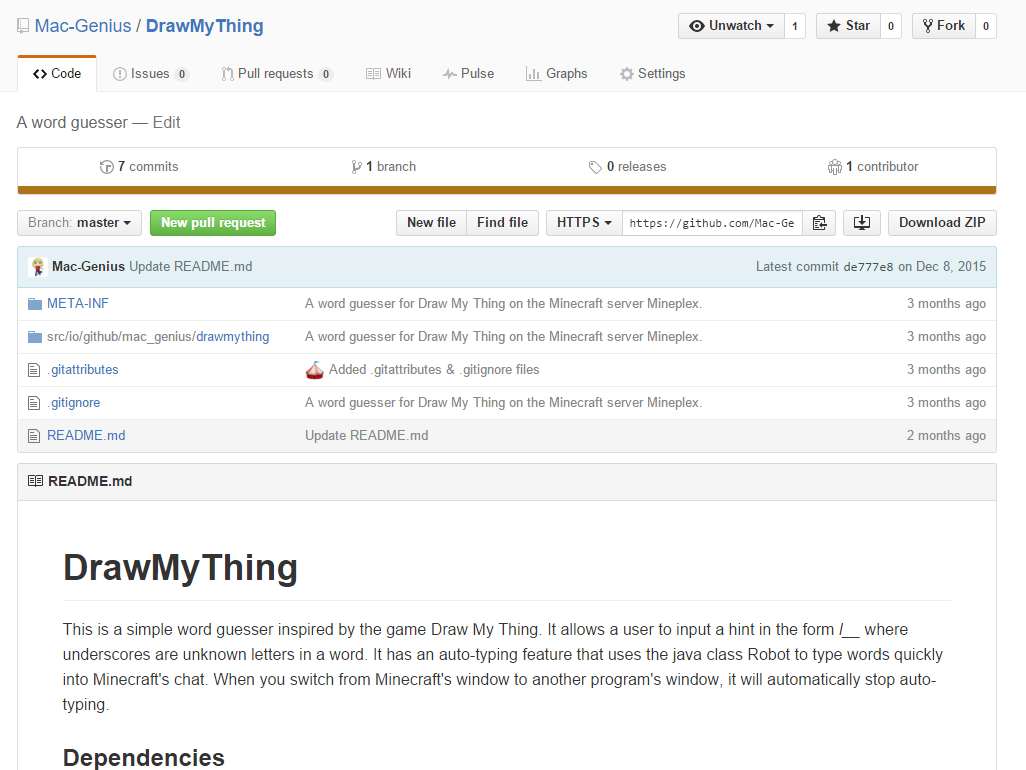 Mac-Genius / DrawMyThing Unwatch 1 Star 0 Fork 0
Code Issues 0 Pull requests 0 Wiki Pulse Graphs Settings
A word guesser — Edit
7 commits 1 branch 0 releases 1 contributor
Branch: master New pull request New file Find file HTTPS https://github.com/Mac-Ge Download ZIP
Mac-Genius Update README.md Latest commit de777e8 on Dec 8, 2015
META-INF A word guesser for Draw My Thing on the Minecraft server Mineplex. 3 months ago
src/io/github/mac_genius/drawmything A word guesser for Draw My Thing on the Minecraft server Mineplex. 3 months ago
.gitattributes Added .gitattributes & .gitignore files 3 months ago
.gitignore A word guesser for Draw My Thing on the Minecraft server Mineplex. 3 months ago
README.md Update README.md 2 months ago
README.md
DrawMyThing
This is a simple word guesser inspired by the game Draw My Thing. It allows a user to input a hint in the form l__ where
underscores are unknown letters in a word. It has an auto-typing feature that uses the java class Robot to type words quickly
into Minecraft's chat. When you switch from Minecraft's window to another program's window, it will automatically stop auto-
typing.
Dependencies